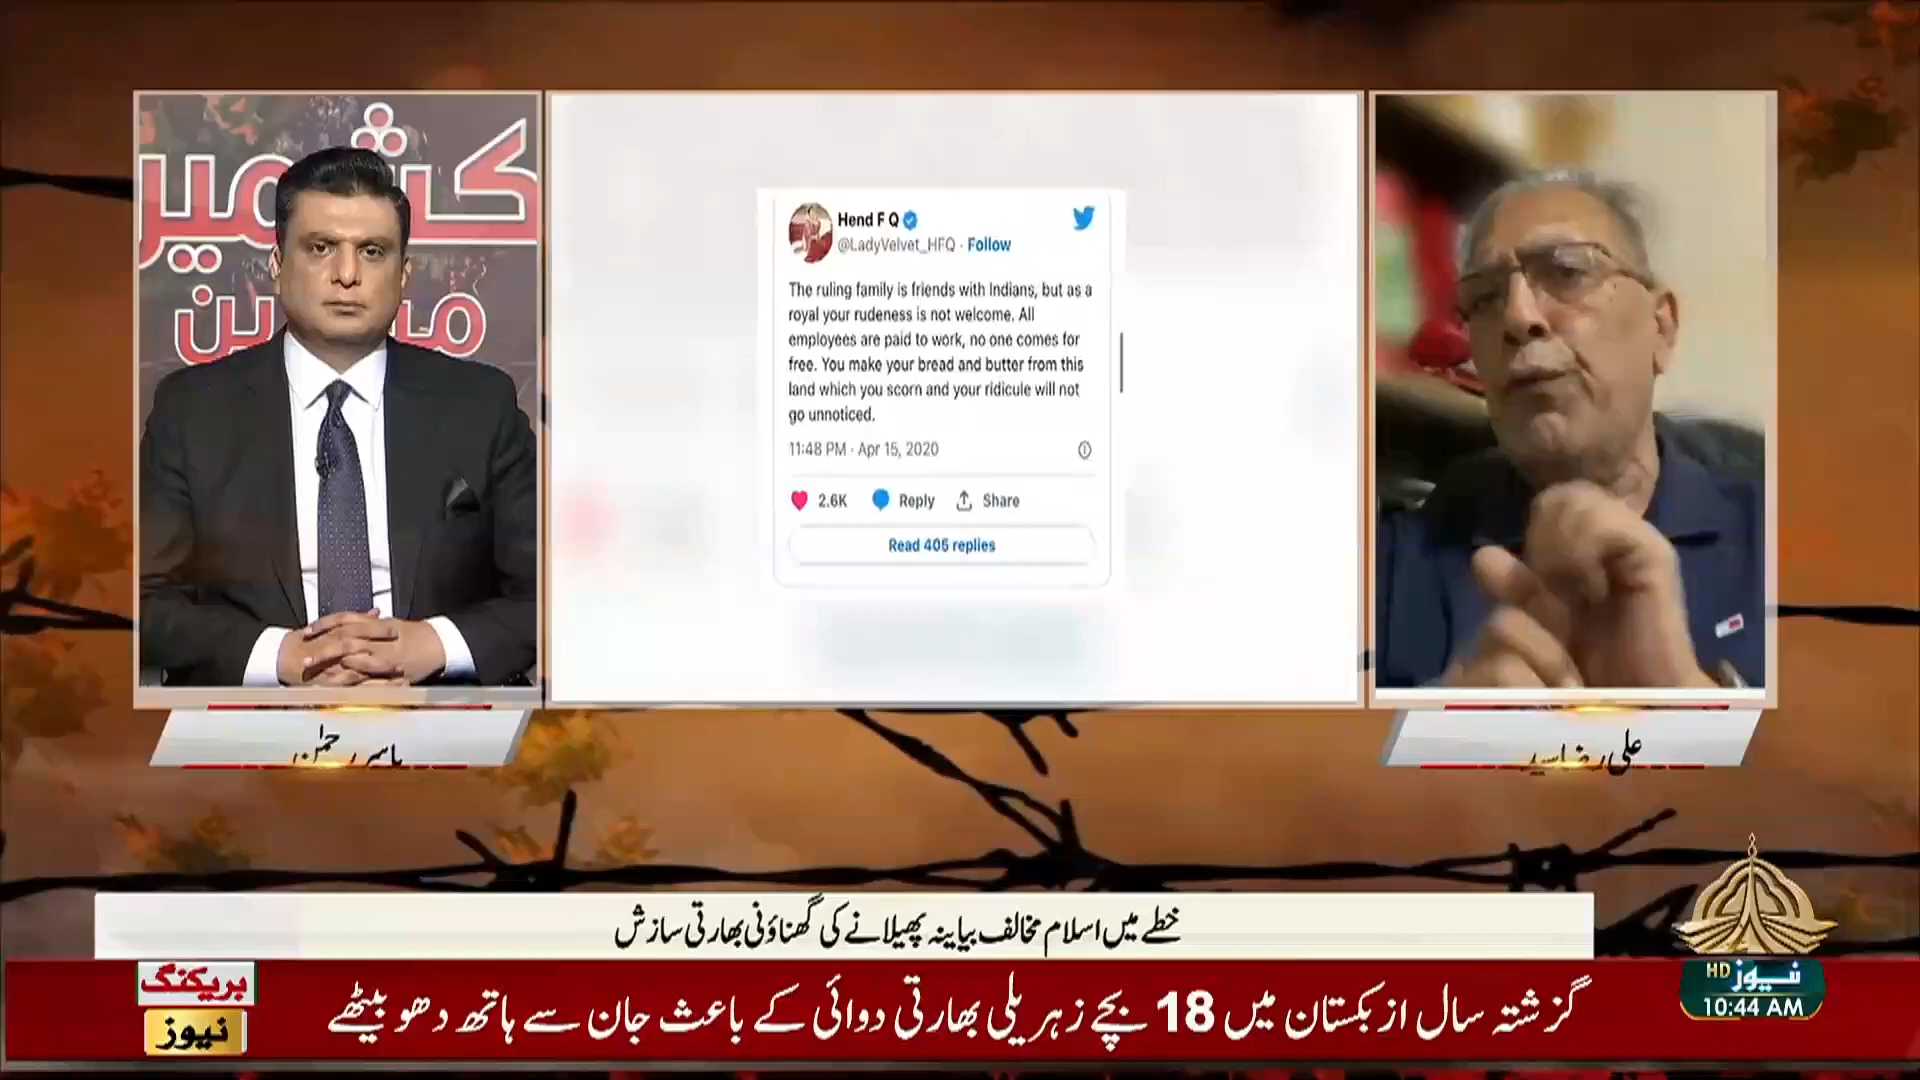 کشمیر
Hend F Q
@LadyVelvet_HFQ · Follow
The ruling family is friends with Indians, but as a
royal your rudeness is not welcome. All
employees are paid to work, no one comes for
free. You make your bread and butter from this
land which you scorn and your ridicule will not
go unnoticed.
11:48 PM · Apr 15, 2020
2.6K Reply Share
Read 405 replies
علی رضا سید
خطے میں اسلام مخالف بیانیہ پھیلانے کی گھناؤنی بھارتی سازش
بریکنگ
نیوز
گزشتہ سال ازبکستان میں 18 بچے زہریلی بھارتی دوائی کے باعث جان سے ہاتھ دھو بیٹھے
نیوز HD
10:44 AM